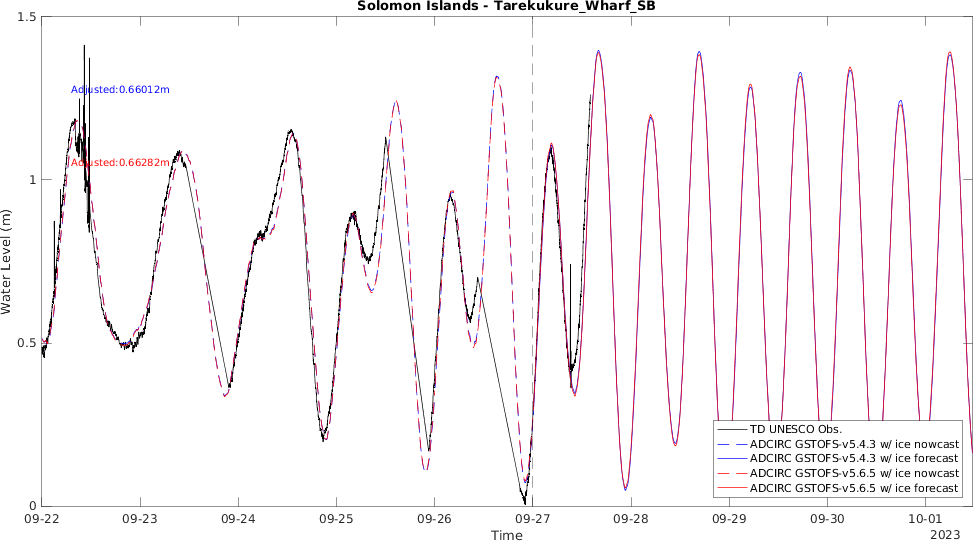 Solomon Islands - Tarekukure_Wharf_SB
1.5
Adjusted:0.66012m
Adjusted:0.66282m
1
Water Level (m)
0.5
TD UNESCO Obs.
ADCIRC GSTOFS-v5.4.3 w/ ice nowcast
ADCIRC GSTOFS-v5.4.3 w/ ice forecast
ADCIRC GSTOFS-v5.6.5 w/ ice nowcast
ADCIRC GSTOFS-v5.6.5 w/ ice forecast
0
09-22 09-23 09-24 09-25 09-26 09-27 09-28 09-29 09-30 10-01
Time
2023